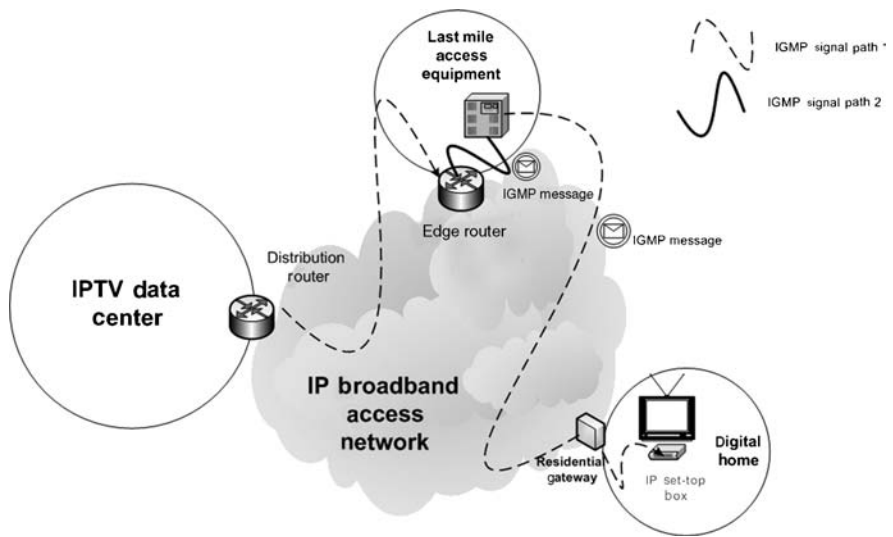 Last mile
access
equipment
IGMP signal path 1
IGMP signal path 2
IGMP message
IGMP message
Edge router
Distribution
router
IPTV data
center
IP broadband
access
network
Residential
gateway
Digital
home
IP set-top
box